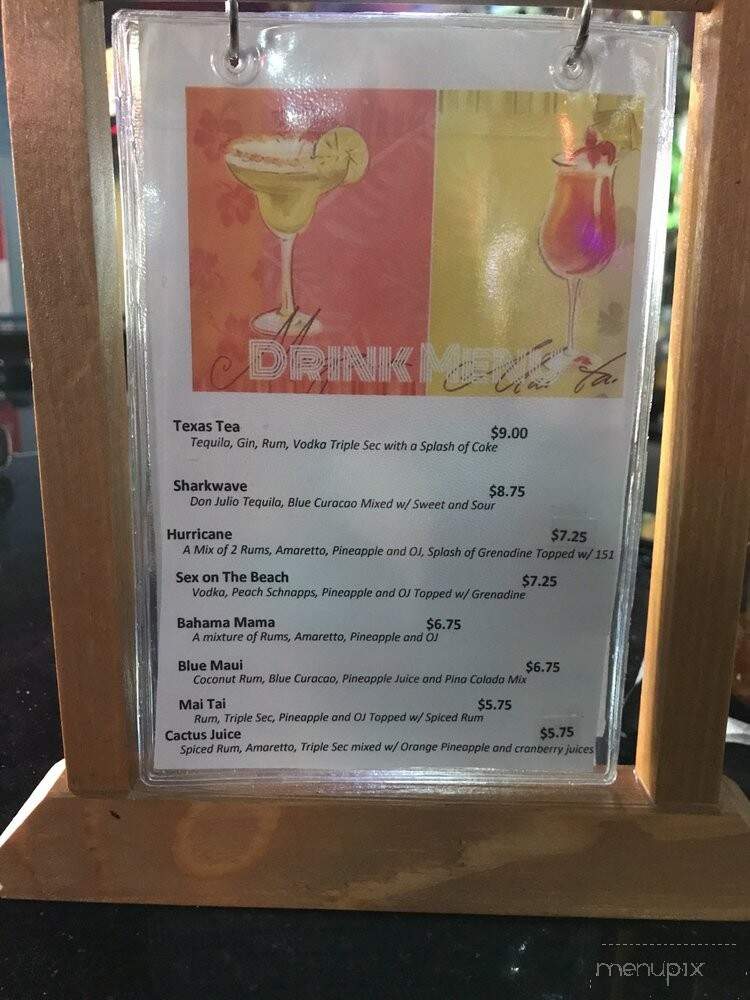 DRINK MENU
Mai Tai
Texas Tea $9.00
Tequila, Gin, Rum, Vodka Triple Sec with a Splash of Coke
Sharkwave $8.75
Don Julio Tequila, Blue Curacao Mixed w/ Sweet and Sour
Hurricane $7.25
A Mix of 2 Rums, Amaretto, Pineapple and OJ, Splash of Grenadine Topped w/ 151
Sex on The Beach $7.25
Vodka, Peach Schnapps, Pineapple and OJ Topped w/ Grenadine
Bahama Mama $6.75
A mixture of Rums, Amaretto, Pineapple and OJ
Blue Maui $6.75
Coconut Rum, Blue Curacao, Pineapple Juice and Pina Colada Mix
Mai Tai $5.75
Rum, Triple Sec, Pineapple and OJ Topped w/ Spiced Rum
Cactus Juice $5.75
Spiced Rum, Amaretto, Triple Sec mixed w/ Orange Pineapple and cranberry juices
menupix